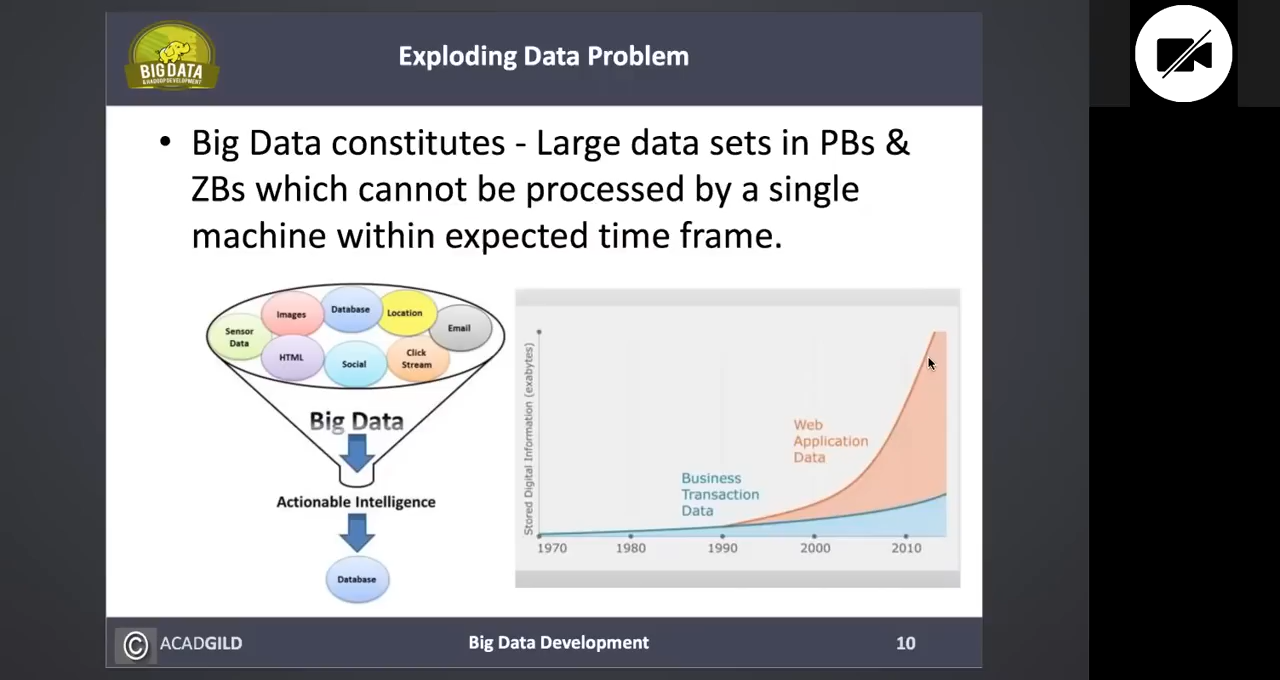 BIG DATA
& HADOOP DEVELOPMENT
Exploding Data Problem
• Big Data constitutes - Large data sets in PBs &
ZBs which cannot be processed by a single
machine within expected time frame.
Sensor
Data
Images
Database
Location
Email
HTML
Social
Click
Stream
Big Data
Actionable Intelligence
Database
Stored Digital Information (exabytes)
Web
Application
Data
Business
Transaction
Data
1970 1980 1990 2000 2010
© ACADGILD
Big Data Development
10